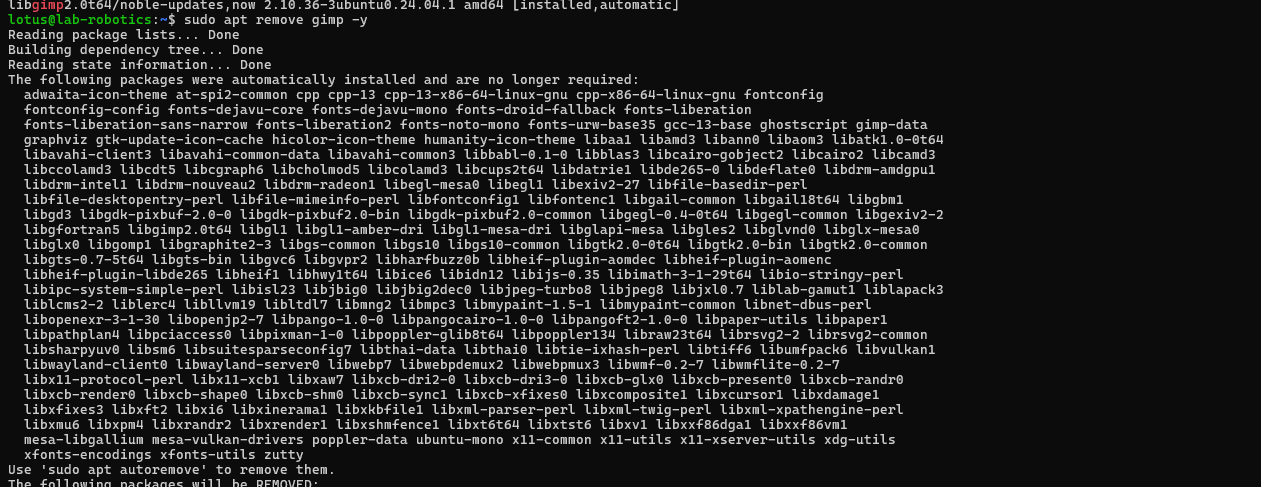 libgimp2.0t64/noble-updates,now 2.10.36-3ubuntu0.24.04.1 amd64 [installed,automatic]
lotus@lab-robotics:~$ sudo apt remove gimp -y
Reading package lists... Done
Building dependency tree... Done
Reading state information... Done
The following packages were automatically installed and are no longer required:
  adwaita-icon-theme at-spi2-common cpp cpp-13 cpp-13-x86-64-linux-gnu cpp-x86-64-linux-gnu fontconfig
  fontconfig-config fonts-dejavu-core fonts-dejavu-mono fonts-droid-fallback fonts-liberation
  fonts-liberation-sans-narrow fonts-liberation2 fonts-noto-mono fonts-urw-base35 gcc-13-base ghostscript gimp-data
  graphviz gtk-update-icon-cache hicolor-icon-theme humanity-icon-theme libaa1 libamd3 libann0 libaom3 libatk1.0-0t64
  libavahi-client3 libavahi-common-data libavahi-common3 libbabl-0.1-0 libblas3 libcairo-gobject2 libcairo2 libcamd3
  libccolamd3 libcdt5 libcgraph6 libcholmod5 libcolamd3 libcups2t64 libdatrie1 libde265-0 libdeflate0 libdrm-amdgpu1
  libdrm-intel1 libdrm-nouveau2 libdrm-radeon1 libegl-mesa0 libegl1 libexiv2-27 libfile-basedir-perl
  libfile-desktopentry-perl libfile-mimeinfo-perl libfontconfig1 libfontenc1 libgail-common libgail18t64 libgbm1
  libgd3 libgdk-pixbuf-2.0-0 libgdk-pixbuf2.0-bin libgdk-pixbuf2.0-common libgegl-0.4-0t64 libgegl-common libgexiv2-2
  libgfortran5 libgimp2.0t64 libgl1 libgl1-amber-dri libgl1-mesa-dri libglapi-mesa libgles2 libglvnd0 libglx-mesa0
  libglx0 libgomp1 libgraphite2-3 libgs-common libgs10 libgs10-common libgtk2.0-0t64 libgtk2.0-bin libgtk2.0-common
  libgts-0.7-5t64 libgts-bin libgvc6 libgvpr2 libharfbuzz0b libheif-plugin-aomdec libheif-plugin-aomenc
  libheif-plugin-libde265 libheif1 libhwy1t64 libice6 libidn12 libijs-0.35 libimath-3-1-29t64 libio-stringy-perl
  libipc-system-simple-perl libisl23 libjbig0 libjbig2dec0 libjpeg-turbo8 libjpeg8 libjxl0.7 liblab-gamut1 liblapack3
  liblcms2-2 liblerc4 libllvm19 libltdl7 libmng2 libmpc3 libmypaint-1.5-1 libmypaint-common libnet-dbus-perl
  libopenexr-3-1-30 libopenjp2-7 libpango-1.0-0 libpangocairo-1.0-0 libpangoft2-1.0-0 libpaper-utils libpaper1
  libpathplan4 libpciaccess0 libpixman-1-0 libpoppler-glib8t64 libpoppler134 libraw23t64 librsvg2-2 librsvg2-common
  libsharpyuv0 libsm6 libsuitesparseconfig7 libthai-data libthai0 libtie-ixhash-perl libtiff6 libumfpack6 libvulkan1
  libwayland-client0 libwayland-server0 libwebp7 libwebpdemux2 libwebpmux3 libwmf-0.2-7 libwmflite-0.2-7
  libx11-protocol-perl libx11-xcb1 libxaw7 libxcb-dri2-0 libxcb-dri3-0 libxcb-glx0 libxcb-present0 libxcb-randr0
  libxcb-render0 libxcb-shape0 libxcb-shm0 libxcb-sync1 libxcb-xfixes0 libxcomposite1 libxcursor1 libxdamage1
  libxfixes3 libxft2 libxi6 libxinerama1 libxkbfile1 libxml-parser-perl libxml-twig-perl libxml-xpathengine-perl
  libxmu6 libxpm4 libxrandr2 libxrender1 libxshmfence1 libxt6t64 libxtst6 libxv1 libxxf86dga1 libxxf86vm1
  mesa-libgallium mesa-vulkan-drivers poppler-data ubuntu-mono x11-common x11-utils x11-xserver-utils xdg-utils
  xfonts-encodings xfonts-utils zutty
Use 'sudo apt autoremove' to remove them.
The following packages will be REMOVED: